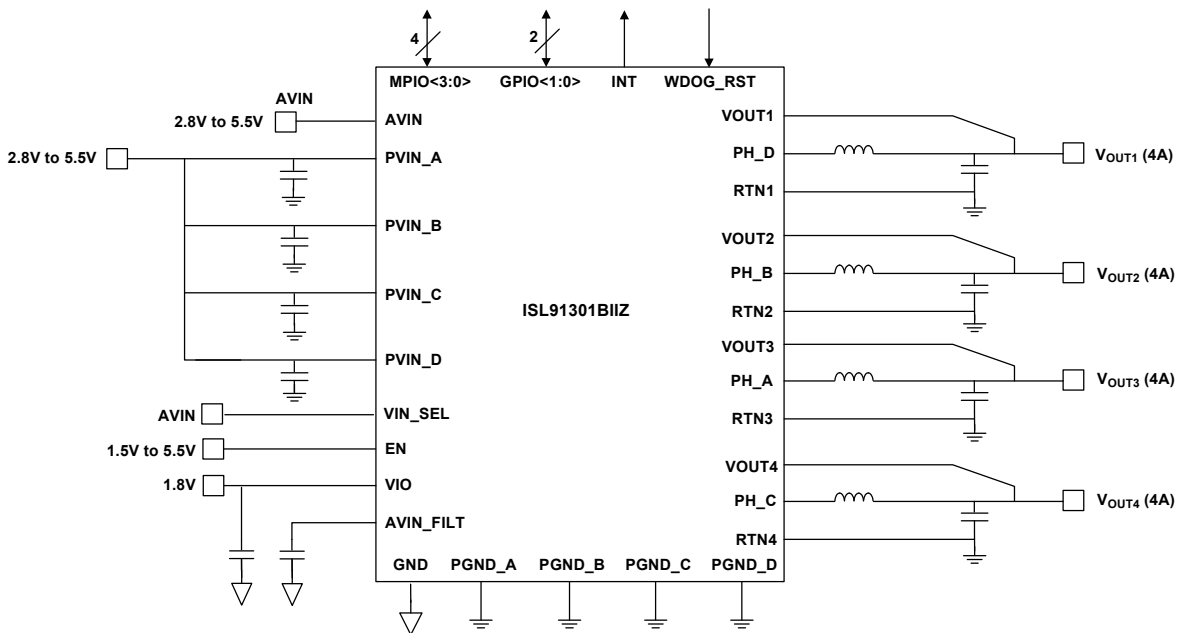 4
2
MPIO<3:0>
GPIO<1:0>
INT
WDOG_RST
AVIN
2.8V to 5.5V
AVIN
2.8V to 5.5V
PVIN_A
PVIN_B
PVIN_C
PVIN_D
AVIN
VIN_SEL
1.5V to 5.5V
EN
1.8V
VIO
AVIN_FILT
ISL91301BIIZ
VOUT1
PH_D
VOUT1 (4A)
RTN1
VOUT2
PH_B
VOUT2 (4A)
RTN2
VOUT3
PH_A
VOUT3 (4A)
RTN3
VOUT4
PH_C
VOUT4 (4A)
RTN4
GND
PGND_A
PGND_B
PGND_C
PGND_D